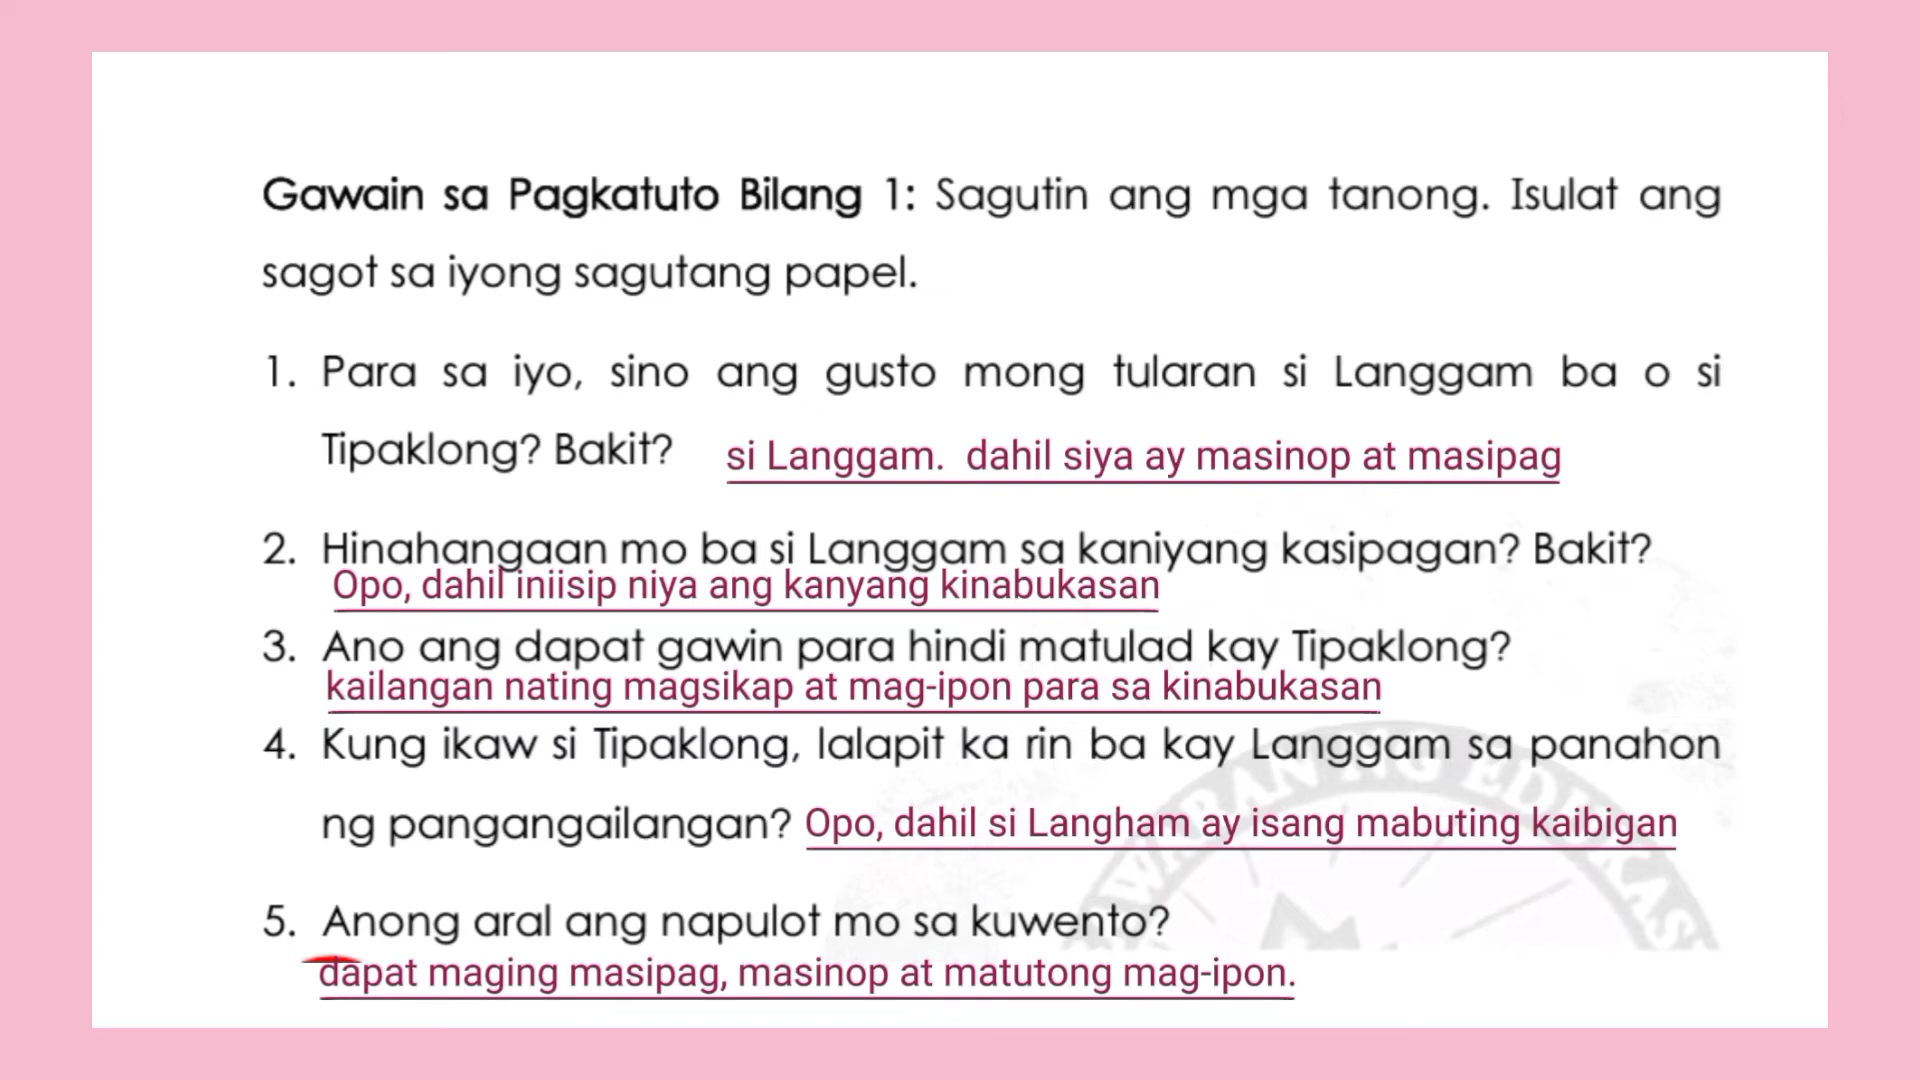 Gawain sa Pagkatuto Bilang 1: Sagutin ang mga tanong. Isulat ang
sagot sa iyong sagutang papel.
1. Para sa iyo, sino ang gusto mong tularan si Langgam ba o si
Tipaklong? Bakit? si Langgam. dahil siya ay masinop at masipag
2. Hinahangaan mo ba si Langgam sa kaniyang kasipagan? Bakit?
Opo, dahil iniisip niya ang kanyang kinabukasan
3. Ano ang dapat gawin para hindi matulad kay Tipaklong?
kailangan nating magsikap at mag-ipon para sa kinabukasan
4. Kung ikaw si Tipaklong, lalapit ka rin ba kay Langgam sa panahon
ng pangangailangan? Opo, dahil si Langham ay isang mabuting kaibigan
5. Anong aral ang napulot mo sa kuwento?
dapat maging masipag, masinop at matutong mag-ipon.